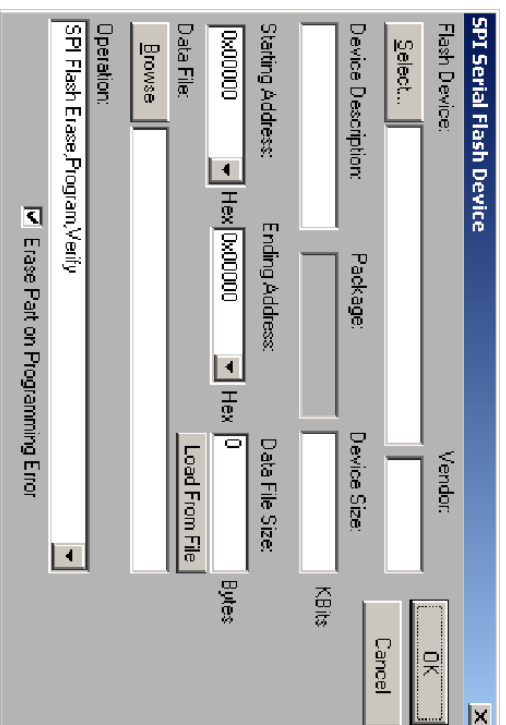 SPI Serial Flash Device
Flash Device:
Vendor:
Select...
OK
Cancel
Device Description:
Package:
Device Size:
KBits
Starting Address:
Ending Address:
Data File Size:
0x00000
Hex
0x00000
Hex
0
Bytes
Data File:
Load From File
Browse
Operation:
SPI Flash Erase,Program,Verify
Erase Part on Programming Error